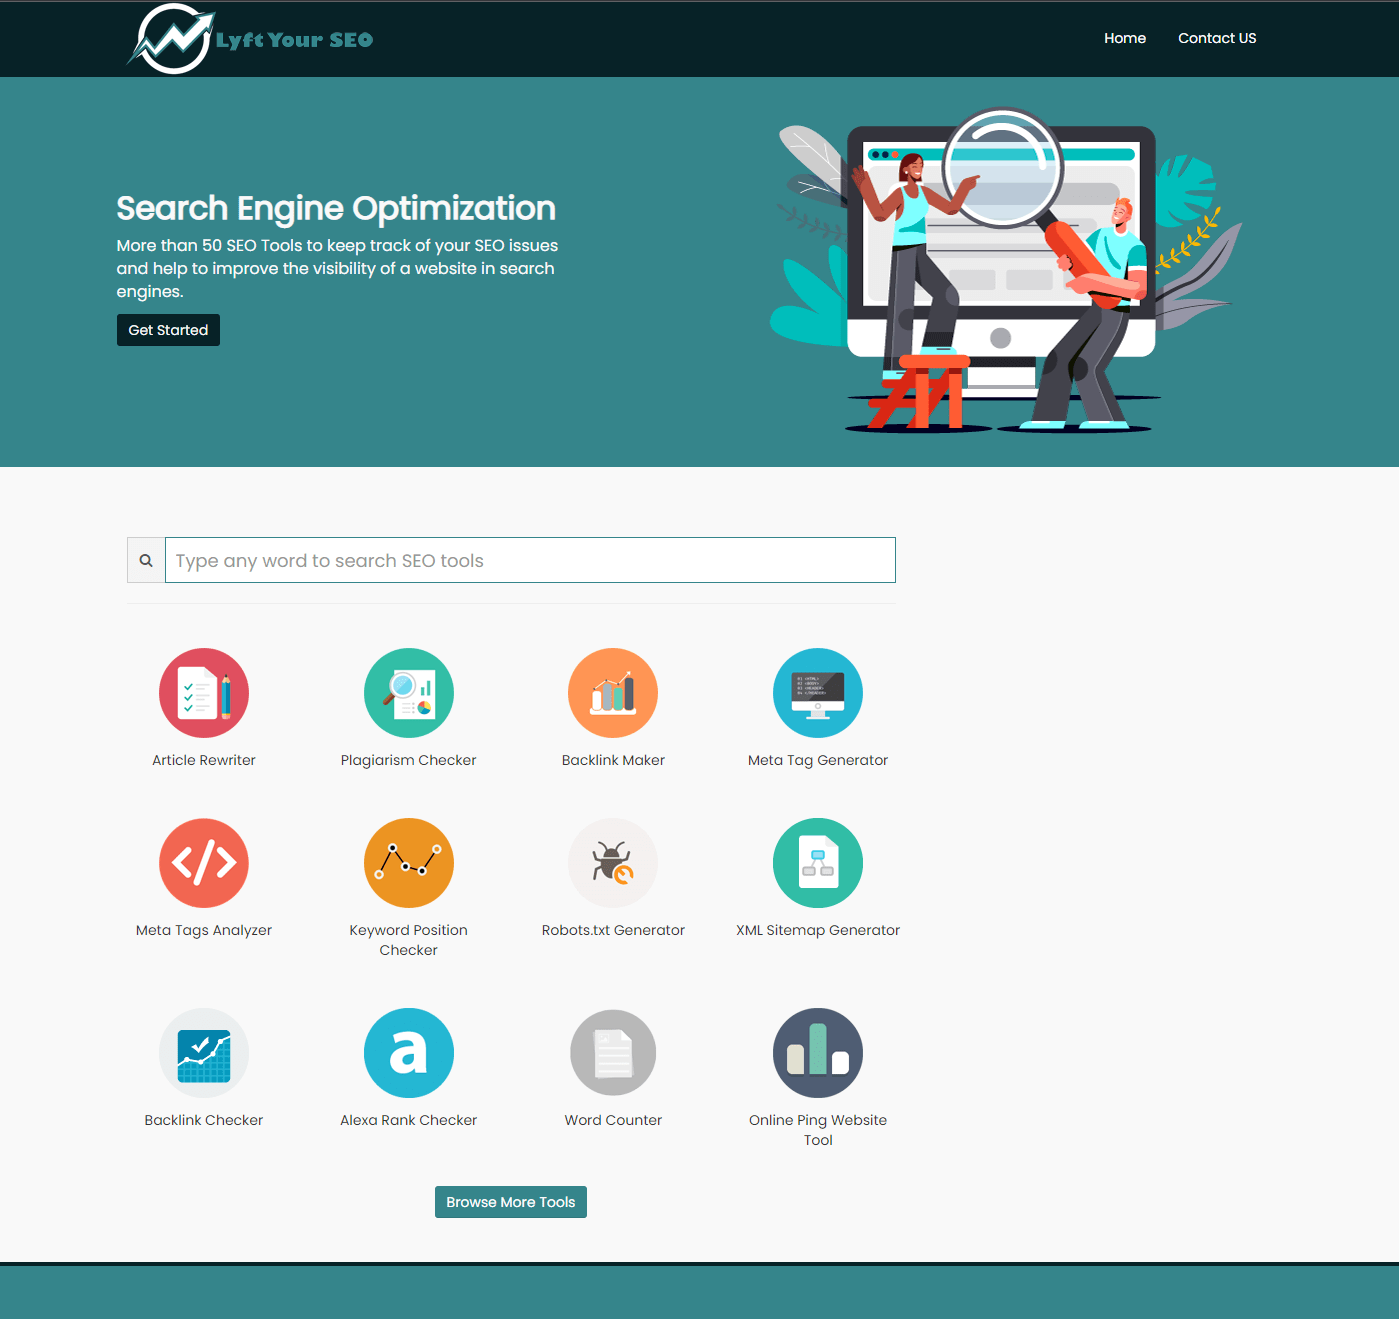 Lyft Your SEO
Home
Contact US
Search Engine Optimization
More than 50 SEO Tools to keep track of your SEO issues
and help to improve the visibility of a website in search
engines.
Get Started
Type any word to search SEO tools
Article Rewriter
Plagiarism Checker
Backlink Maker
Meta Tag Generator
Meta Tags Analyzer
Keyword Position
Checker
Robots.txt Generator
XML Sitemap Generator
Backlink Checker
a
Alexa Rank Checker
Word Counter
Online Ping Website
Tool
Browse More Tools